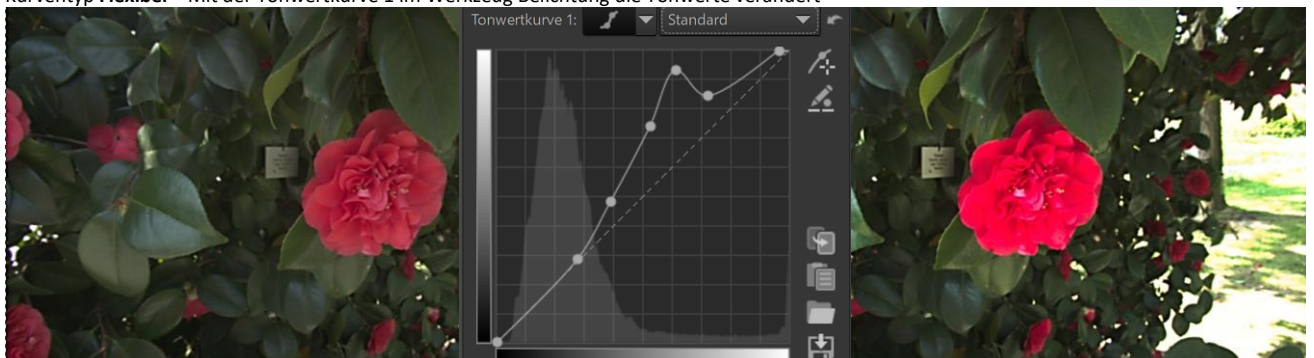 Kurventyp Flexibel – Mit der Tonwertkurve 1 im Werkzeug Belichtung die Tonwerte verändert
Tonwertkurve 1: Standard